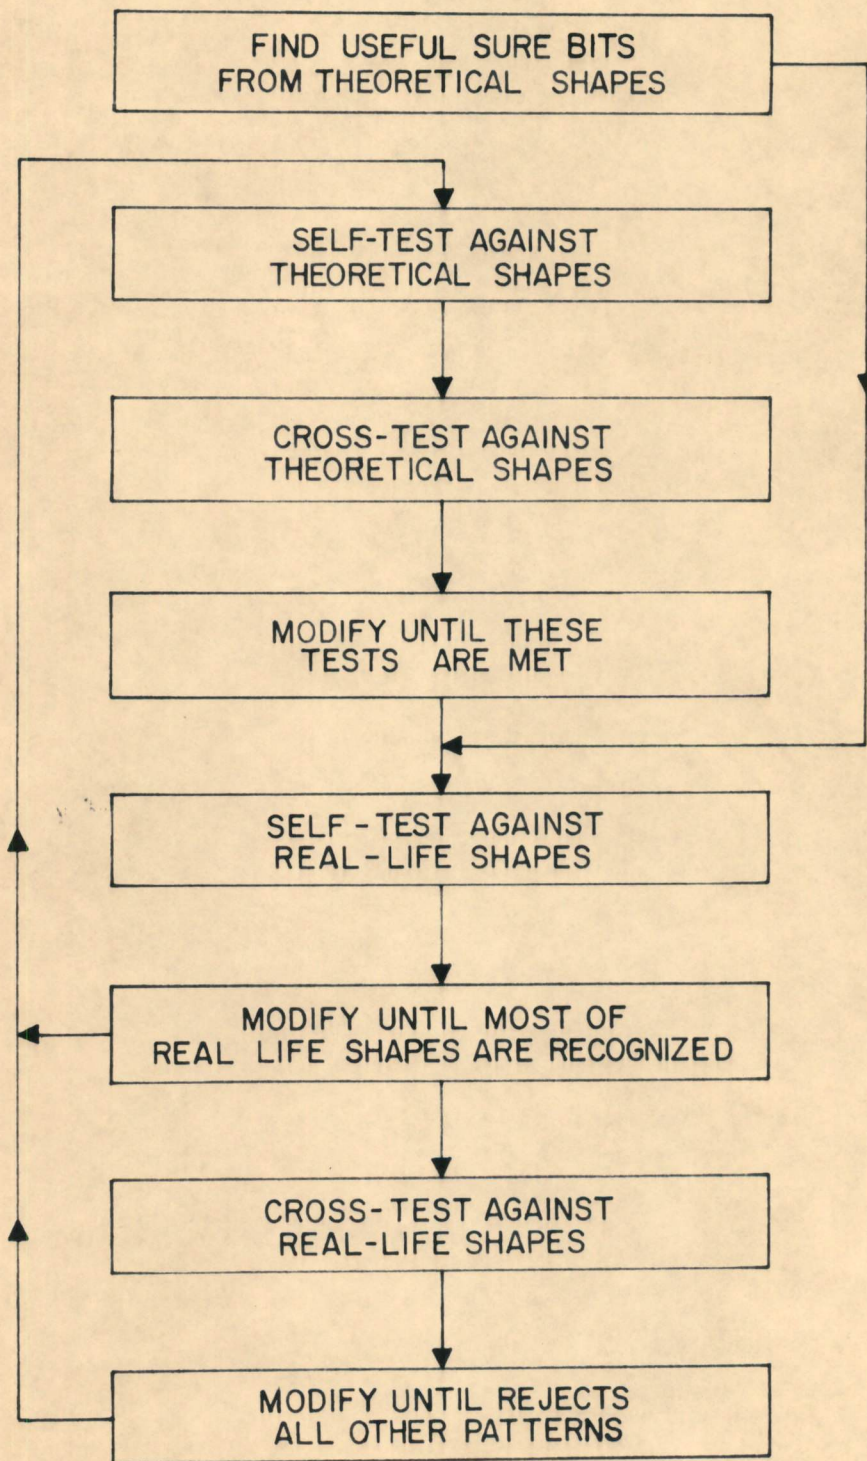 FIND USEFUL SURE BITS
FROM THEORETICAL SHAPES
SELF-TEST AGAINST
THEORETICAL SHAPES
CROSS-TEST AGAINST
THEORETICAL SHAPES
MODIFY UNTIL THESE
TESTS ARE MET
SELF-TEST AGAINST
REAL-LIFE SHAPES
MODIFY UNTIL MOST OF
REAL LIFE SHAPES ARE RECOGNIZED
CROSS-TEST AGAINST
REAL-LIFE SHAPES
MODIFY UNTIL REJECTS
ALL OTHER PATTERNS